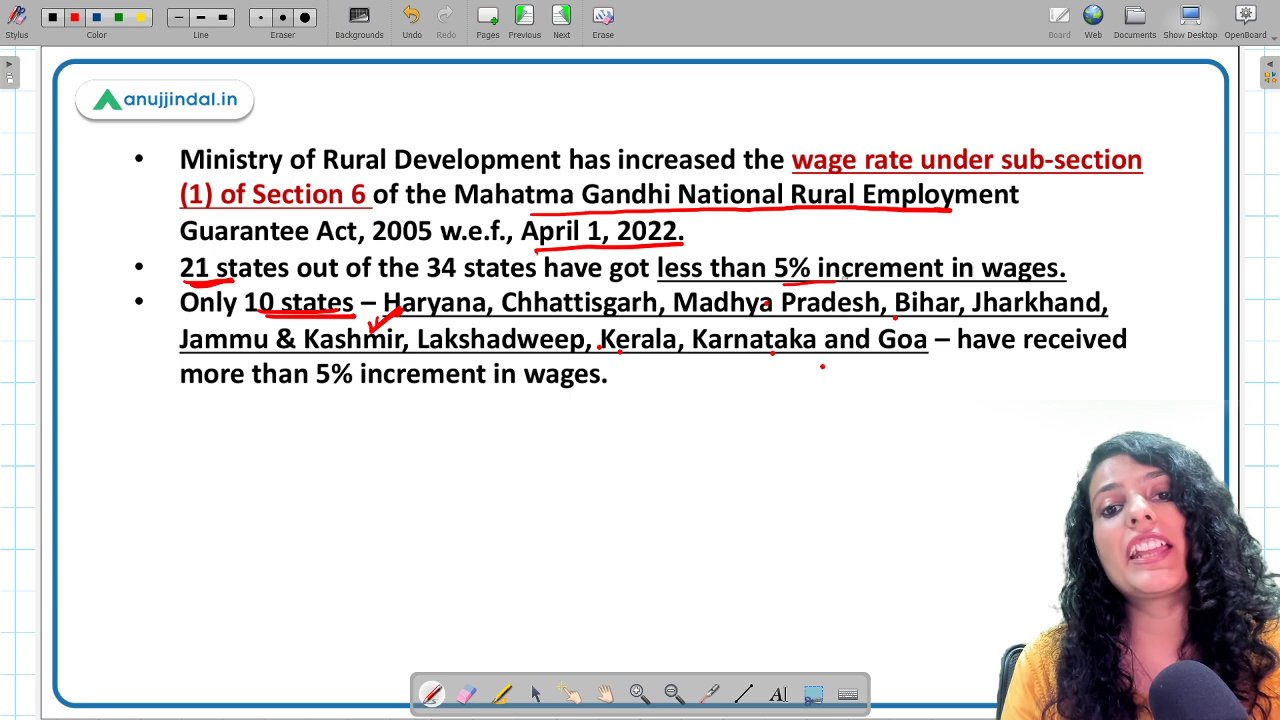 Stylus
Color
Line
Eraser
Backgrounds
Undo
Redo
Pages
Previous
Next
Erase
Board
Web
Documents
Show Desktop
OpenBoard
anujjindal.in
• Ministry of Rural Development has increased the wage rate under sub-section
(1) of Section 6 of the Mahatma Gandhi National Rural Employment
Guarantee Act, 2005 w.e.f., April 1, 2022.
• 21 states out of the 34 states have got less than 5% increment in wages.
• Only 10 states – Haryana, Chhattisgarh, Madhya Pradesh, Bihar, Jharkhand,
Jammu & Kashmir, Lakshadweep, Kerala, Karnataka and Goa – have received
more than 5% increment in wages.